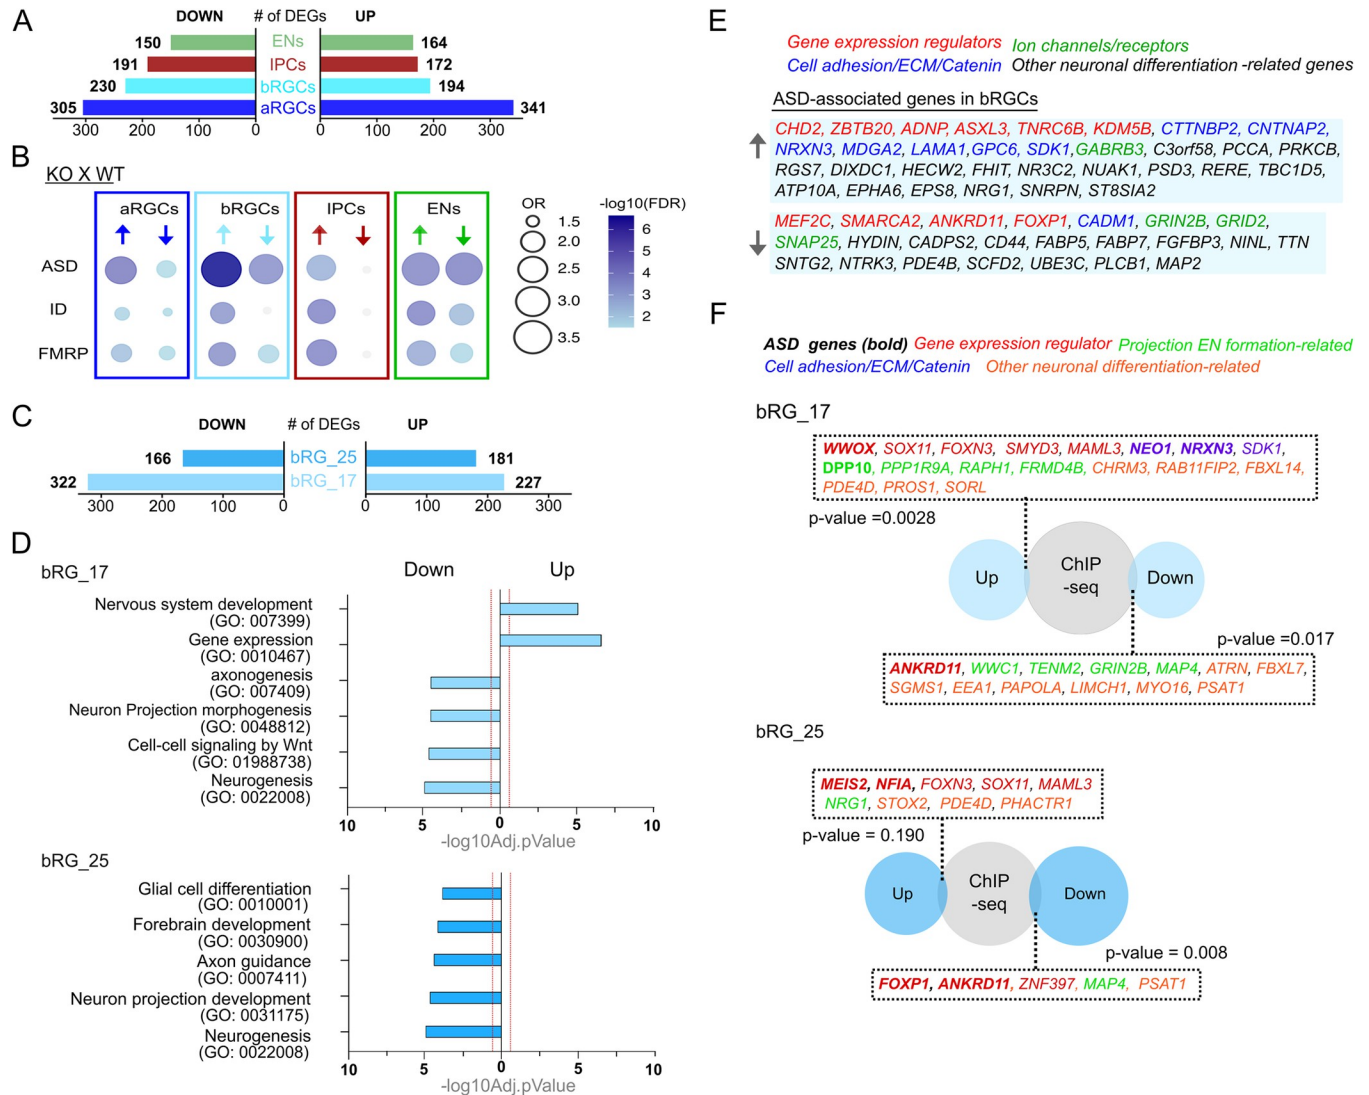 A
DOWN # of DEGs UP
150 ENs 164
191 IPCs 172
230 bRGCs 194
305 aRGCs 341
300 200 100 0 0 100 200 300
B
KO X WT
aRGCs bRGCs IPCs ENs
ASD
ID
FMRP
OR
1.5
2.0
2.5
3.0
3.5
-log10(FDR)
6
5
4
3
2
C
DOWN # of DEGs UP
166 bRG_25 181
322 bRG_17 227
300 200 100 0 0 100 200 300
D
bRG_17
Down Up
Nervous system development
(GO: 007399)
Gene expression
(GO: 0010467)
axonogenesis
(GO: 007409)
Neuron Projection morphogenesis
(GO: 0048812)
Cell-cell signaling by Wnt
(GO: 01988738)
Neurogenesis
(GO: 0022008)
10 5 0 5 10
-log10Adj.pValue
bRG_25
Glial cell differentiation
(GO: 0010001)
Forebrain development
(GO: 0030900)
Axon guidance
(GO: 0007411)
Neuron projection development
(GO: 0031175)
Neurogenesis
(GO: 0022008)
10 5 0 5 10
-log10Adj.pValue
E
Gene expression regulators Ion channels/receptors
Cell adhesion/ECM/Catenin Other neuronal differentiation -related genes
ASD-associated genes in bRGCs
CHD2, ZBTB20, ADNP, ASXL3, TNRC6B, KDM5B, CTTNBP2, CNTNAP2,
NRXN3, MDGA2, LAMA1,GPC6, SDK1,GABRB3, C3orf58, PCCA, PRKCB,
RGS7, DIXDC1, HECW2, FHIT, NR3C2, NUAK1, PSD3, RERE, TBC1D5,
ATP10A, EPHA6, EPS8, NRG1, SNRPN, ST8SIA2
MEF2C, SMARCA2, ANKRD11, FOXP1, CADM1, GRIN2B, GRID2,
SNAP25, HYDIN, CADPS2, CD44, FABP5, FABP7, FGFBP3, NINL, TTN
SNTG2, NTRK3, PDE4B, SCFD2, UBE3C, PLCB1, MAP2
F
ASD genes (bold) Gene expression regulator Projection EN formation-related
Cell adhesion/ECM/Catenin Other neuronal differentiation-related
bRG_17
WWOX, SOX11, FOXN3, SMYD3, MAML3, NEO1, NRXN3, SDK1,
DPP10, PPP1R9A, RAPH1, FRMD4B, CHRM3, RAB11FIP2, FBXL14,
PDE4D, PROS1, SORL
p-value =0.0028
Up ChIP Down
-seq
p-value =0.017
ANKRD11, WWC1, TENM2, GRIN2B, MAP4, ATRN, FBXL7,
SGMS1, EEA1, PAPOLA, LIMCH1, MYO16, PSAT1
bRG_25
MEIS2, NFIA, FOXN3, SOX11, MAML3
NRG1, STOX2, PDE4D, PHACTR1
p-value = 0.190
Up ChIP Down
-seq
p-value = 0.008
FOXP1, ANKRD11, ZNF397, MAP4, PSAT1